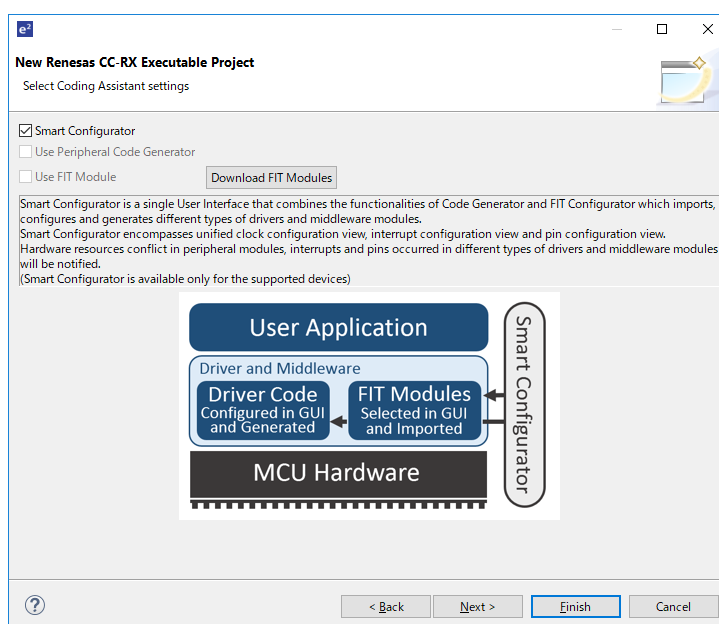 e²
New Renesas CC-RX Executable Project
Select Coding Assistant settings
Smart Configurator
Use Peripheral Code Generator
Use FIT Module
Download FIT Modules
Smart Configurator is a single User Interface that combines the functionalities of Code Generator and FIT Configurator which imports,
configures and generates different types of drivers and middleware modules.
Smart Configurator encompasses unified clock configuration view, interrupt configuration view and pin configuration view.
Hardware resources conflict in peripheral modules, interrupts and pins occurred in different types of drivers and middleware modules
will be notified.
(Smart Configurator is available only for the supported devices)
User Application
Driver and Middleware
Driver Code
Configured in GUI
and Generated
FIT Modules
Selected in GUI
and Imported
Smart Configurator
MCU Hardware
?
< Back
Next >
Finish
Cancel